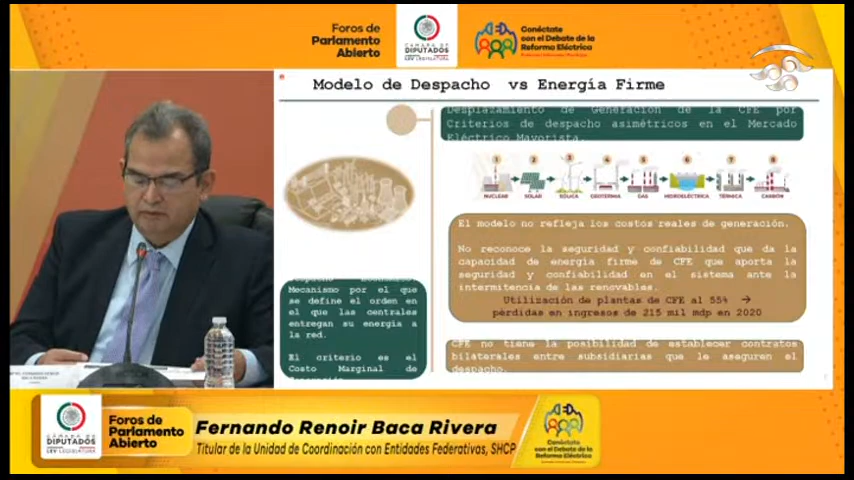 Foros de
Parlamento
Abierto
CÁMARA DE
DIPUTADOS
LXV LEGISLATURA
Conéctate
con el Debate de la
Reforma Eléctrica
Modelo de Despacho vs Energía Firme
Desplazamiento de Generación de la CFE por
Criterios de despacho asimétricos en el Mercado
Eléctrico Mayorista.
1 2 3 4 5 6 7 8
NUCLEAR SOLAR EÓLICA GEOTERMIA GAS HIDROELÉCTRICA TÉRMICA CARBÓN
El modelo no refleja los costos reales de generación.
No reconoce la seguridad y confiabilidad que da la
capacidad de energía firme de CFE que aporta la
seguridad y confiabilidad en el sistema ante la
intermitencia de las renovables.
Utilización de plantas de CFE al 55% →
pérdidas en ingresos de 215 mil mdp en 2020
Mecanismo por el que
se define el orden en
el que las centrales
entregan su energía a
la red.
El criterio es el
Costo Marginal de
CFE no tiene la posibilidad de establecer contratos
bilaterales entre subsidiarias que le aseguren el
despacho.
FERNANDO RENOIR
BACA RIVERA
CÁMARA DE
DIPUTADOS
LXV LEGISLATURA
Foros de
Parlamento
Abierto
Fernando Renoir Baca Rivera
Titular de la Unidad de Coordinación con Entidades Federativas, SHCP
Conéctate
con el Debate de la
Reforma Eléctrica